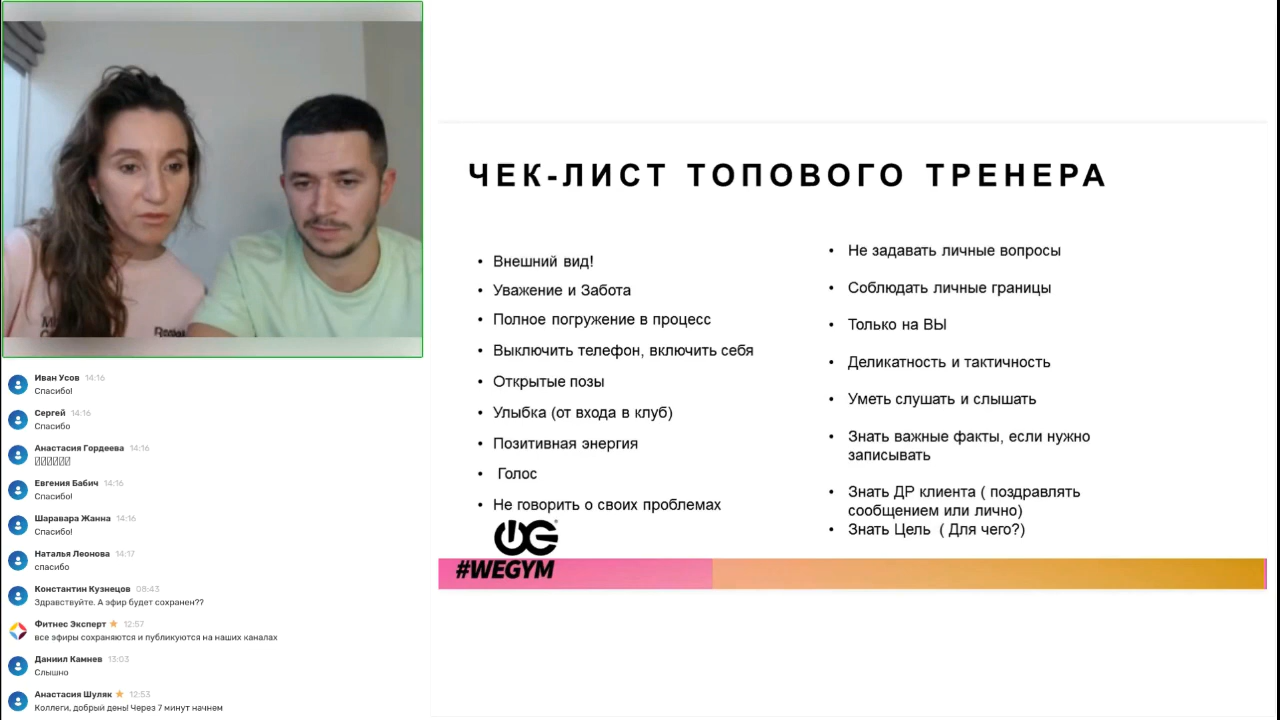 ЧЕК-ЛИСТ ТОПОВОГО ТРЕНЕРА
• Внешний вид!
• Уважение и Забота
• Полное погружение в процесс
• Выключить телефон, включить себя
• Открытые позы
• Улыбка (от входа в клуб)
• Позитивная энергия
• Голос
• Не говорить о своих проблемах
• Не задавать личные вопросы
• Соблюдать личные границы
• Только на ВЫ
• Деликатность и тактичность
• Уметь слушать и слышать
• Знать важные факты, если нужно
записывать
• Знать ДР клиента ( поздравлять
сообщением или лично)
• Знать Цель ( Для чего?)
#WEGYM
Иван Усов 14:16
Спасибо!
Сергей 14:16
Спасибо
Анастасия Гордеева 14:16
Евгения Бабич 14:16
Спасибо!
Шаравара Жанна 14:16
Спасибо!
Наталья Леонова 14:17
спасибо
Константин Кузнецов 08:43
Здравствуйте. А эфир будет сохранен??
Фитнес Эксперт 12:57
все эфиры сохраняются и публикуются на наших каналах
Даниил Камнев 13:03
Слышно
Анастасия Шуляк 12:53
Коллеги, добрый день! Через 7 минут начнем